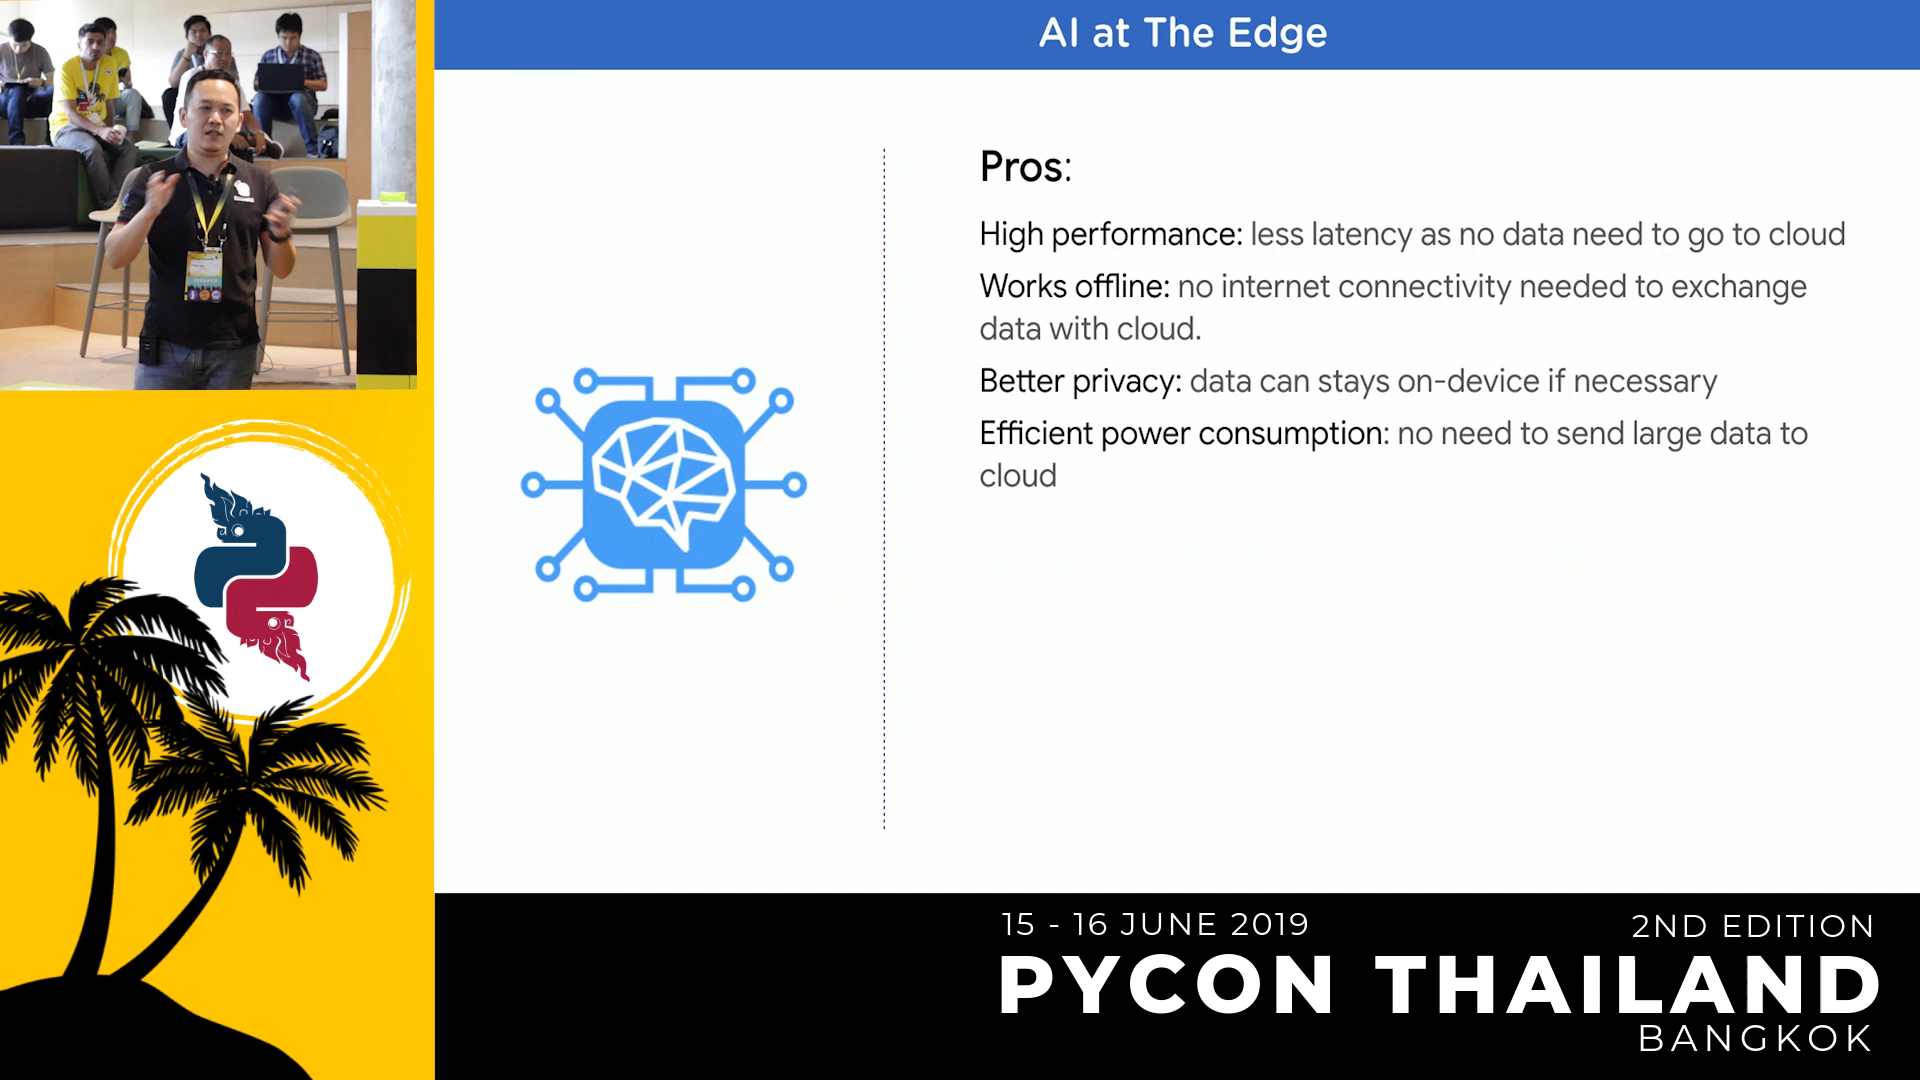 AI at The Edge
Pros:
High performance: less latency as no data need to go to cloud
Works offline: no internet connectivity needed to exchange
data with cloud.
Better privacy: data can stays on-device if necessary
Efficient power consumption: no need to send large data to
cloud
SPEAKER
15 - 16 JUNE 2019
2ND EDITION
PYCON THAILAND
BANGKOK